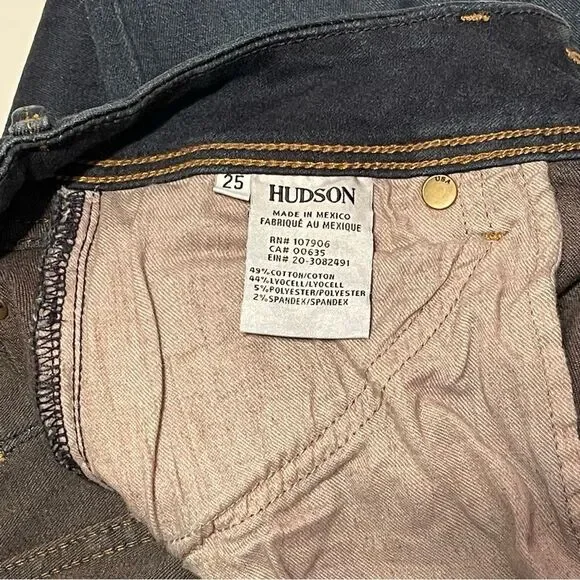 25
HUDSON
MADE IN MEXICO
FABRIQUÉ AU MEXIQUE
RN# 107906
CA# 00635
EIN# 20-3082491
49% COTTON/COTON
44% LYOCELL/LYOCELL
5% POLYESTER/POLYESTER
2% SPANDEX/SPANDEX
USA